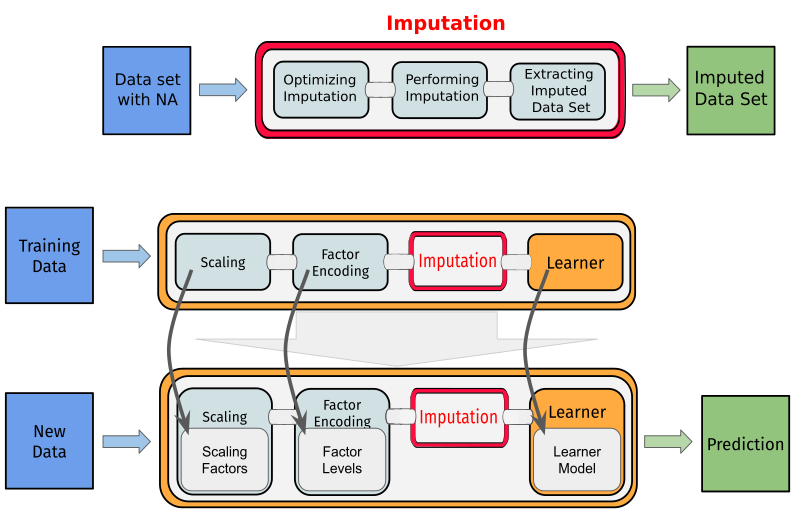 Imputation
Data set
with NA
Optimizing
Imputation
Performing
Imputation
Extracting
Imputed
Data Set
Imputed
Data Set
Training
Data
Scaling
Factor
Encoding
Imputation
Learner
New
Data
Scaling
Scaling
Factors
Factor
Encoding
Factor
Levels
Imputation
Learner
Learner
Model
Prediction